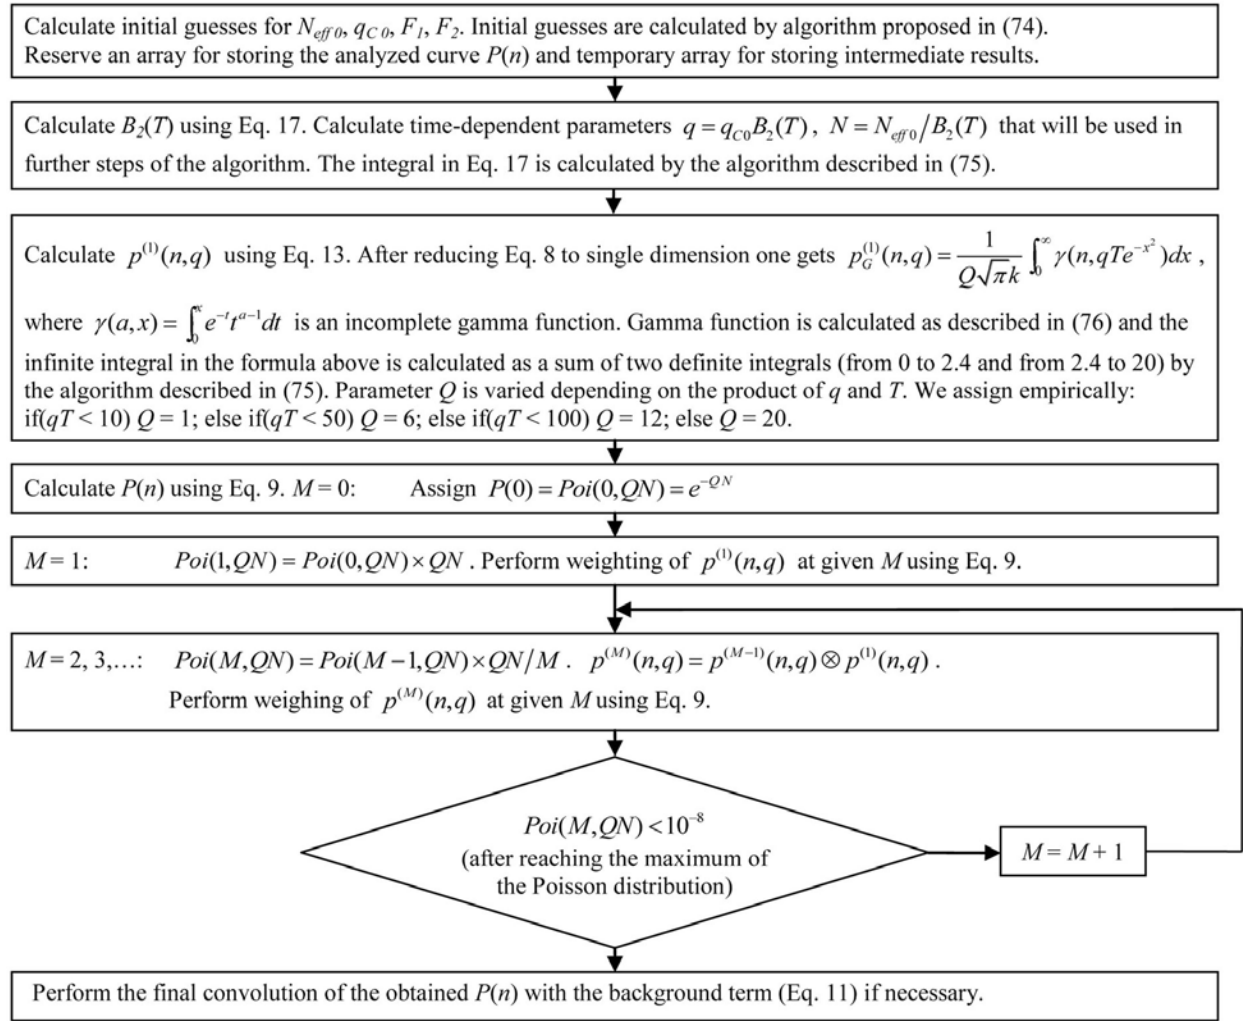 Calculate initial guesses for N_eff0, q_C0, F_1, F_2. Initial guesses are calculated by algorithm proposed in (74).
Reserve an array for storing the analyzed curve P(n) and temporary array for storing intermediate results.
Calculate B_2(T) using Eq. 17. Calculate time-dependent parameters q = q_C0 B_2(T), N = N_eff0/B_2(T) that will be used in
further steps of the algorithm. The integral in Eq. 17 is calculated by the algorithm described in (75).
Calculate p^(1)(n,q) using Eq. 13. After reducing Eq. 8 to single dimension one gets p_G^(1)(n,q) = 1/(Q√πk) ∫_0^∞ γ(n,qTe^(-x^2))dx ,
where γ(a,x) = ∫_0^x e^(-t) t^(a-1) dt is an incomplete gamma function. Gamma function is calculated as described in (76) and the
infinite integral in the formula above is calculated as a sum of two definite integrals (from 0 to 2.4 and from 2.4 to 20) by
the algorithm described in (75). Parameter Q is varied depending on the product of q and T. We assign empirically:
if(qT < 10) Q = 1; else if(qT < 50) Q = 6; else if(qT < 100) Q = 12; else Q = 20.
Calculate P(n) using Eq. 9. M = 0: Assign P(0) = Poi(0,QN) = e^(-QN)
M = 1: Poi(1,QN) = Poi(0,QN) × QN . Perform weighting of p^(1)(n,q) at given M using Eq. 9.
M = 2, 3,…: Poi(M,QN) = Poi(M −1,QN) × QN/M . p^(M)(n,q) = p^(M-1)(n,q) ⊗ p^(1)(n,q) .
Perform weighing of p^(M)(n,q) at given M using Eq. 9.
Poi(M,QN) < 10^(-8)
(after reaching the maximum of
the Poisson distribution)
M = M + 1
Perform the final convolution of the obtained P(n) with the background term (Eq. 11) if necessary.